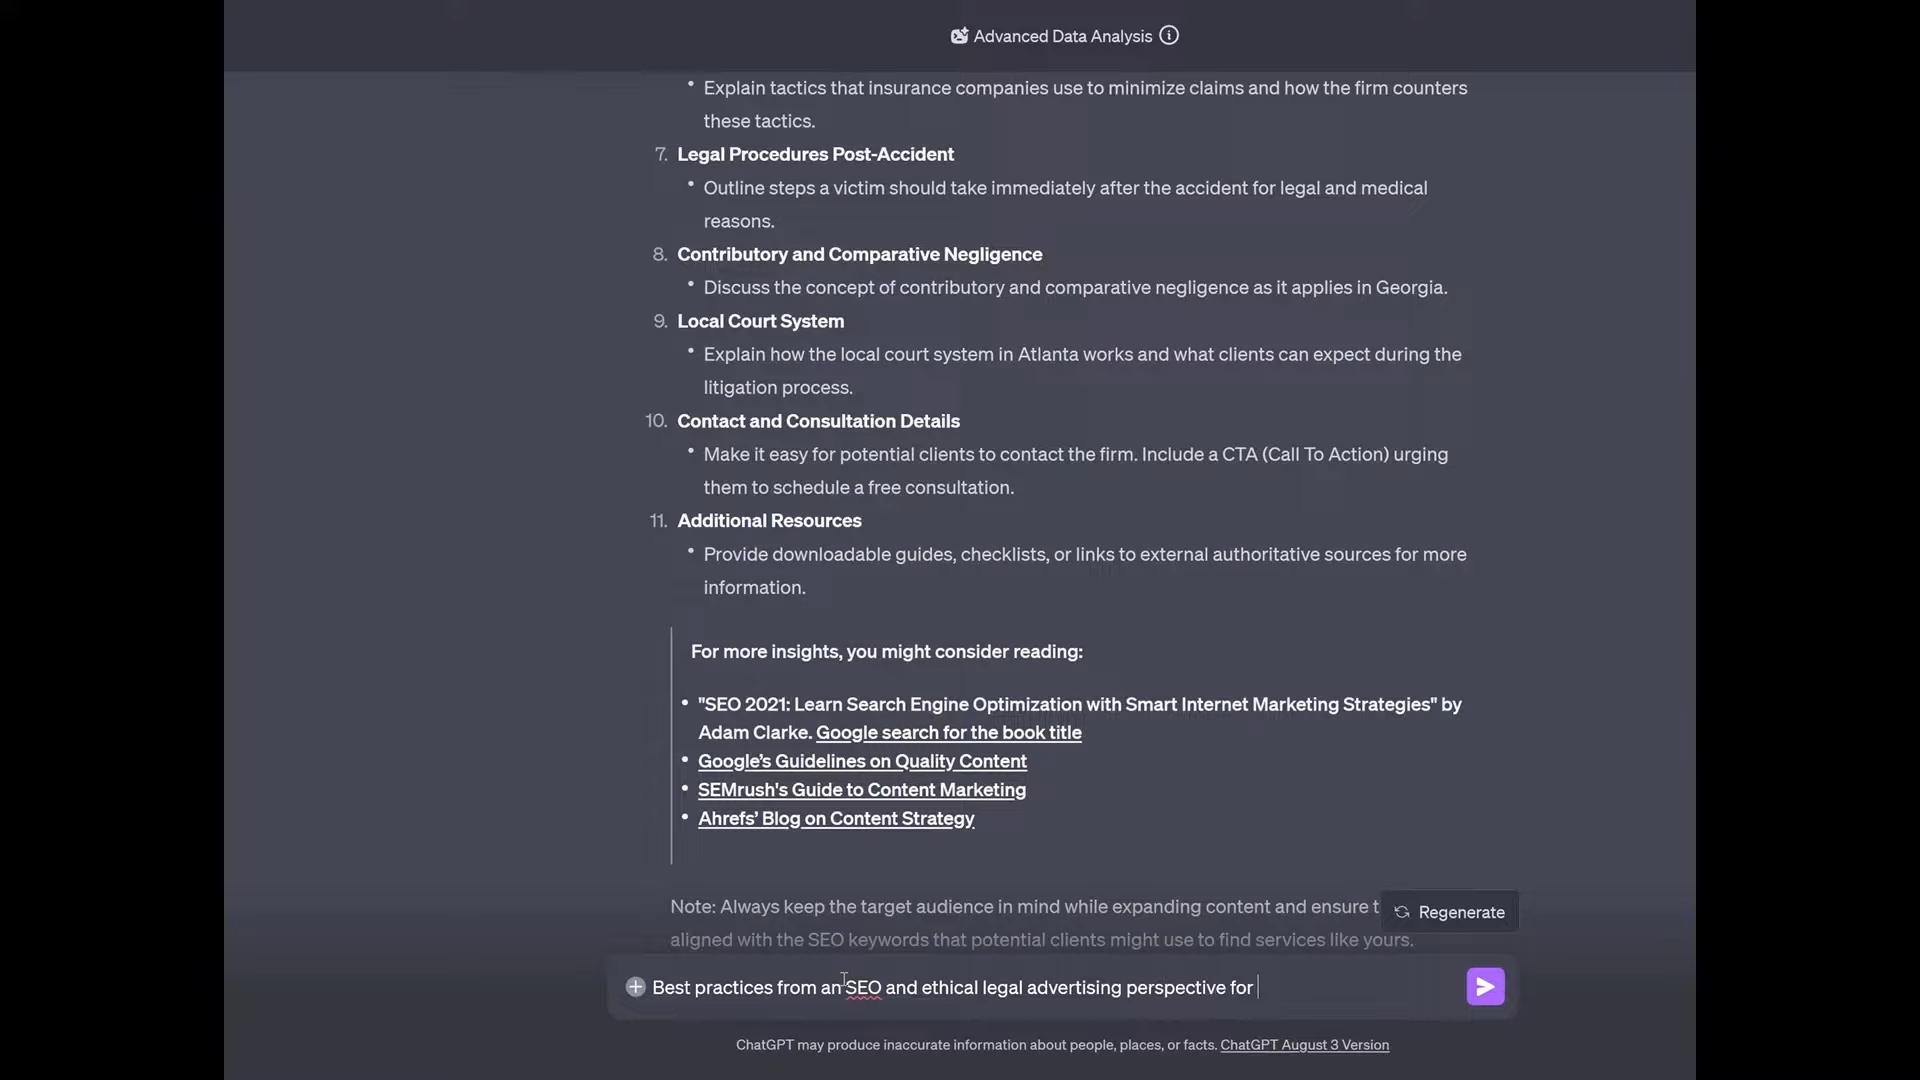 Advanced Data Analysis
• Explain tactics that insurance companies use to minimize claims and how the firm counters
these tactics.
7. Legal Procedures Post-Accident
• Outline steps a victim should take immediately after the accident for legal and medical
reasons.
8. Contributory and Comparative Negligence
• Discuss the concept of contributory and comparative negligence as it applies in Georgia.
9. Local Court System
• Explain how the local court system in Atlanta works and what clients can expect during the
litigation process.
10. Contact and Consultation Details
• Make it easy for potential clients to contact the firm. Include a CTA (Call To Action) urging
them to schedule a free consultation.
11. Additional Resources
• Provide downloadable guides, checklists, or links to external authoritative sources for more
information.
For more insights, you might consider reading:
• "SEO 2021: Learn Search Engine Optimization with Smart Internet Marketing Strategies" by
Adam Clarke. Google search for the book title
• Google’s Guidelines on Quality Content
• SEMrush's Guide to Content Marketing
• Ahrefs’ Blog on Content Strategy
Note: Always keep the target audience in mind while expanding content and ensure
Regenerate
aligned with the SEO keywords that potential clients might use to find services like yours.
Best practices from an SEO and ethical legal advertising perspective for
ChatGPT may produce inaccurate information about people, places, or facts. ChatGPT August 3 Version